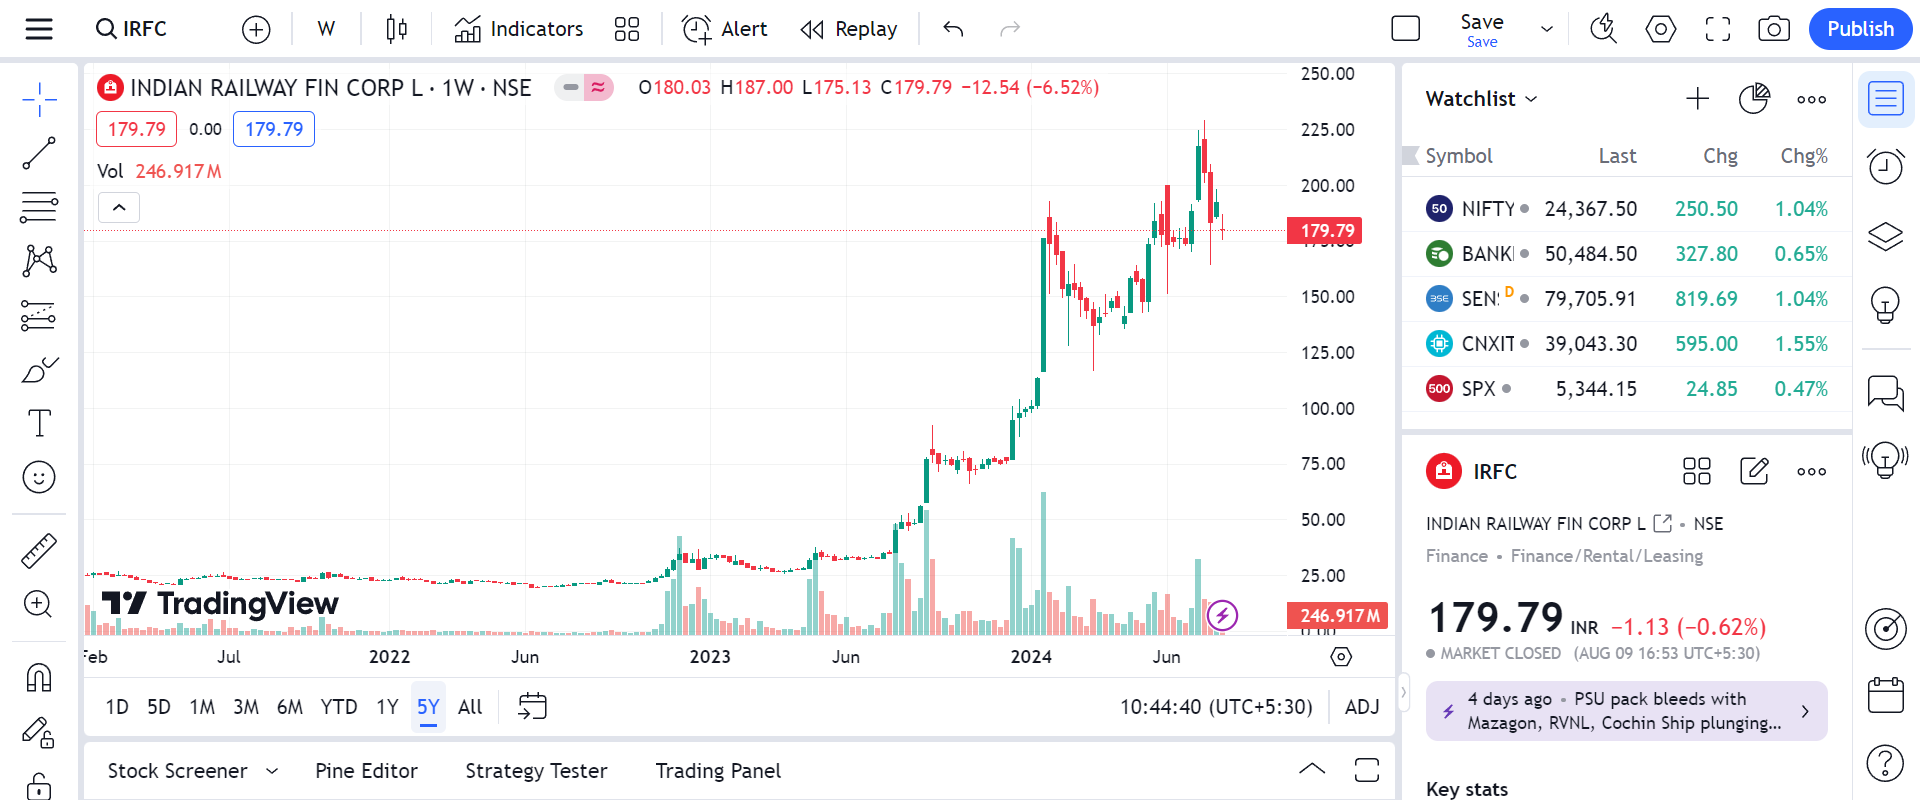 IRFC
W
Indicators
Alert
Replay
Save
Save
Publish
INDIAN RAILWAY FIN CORP L · 1W · NSE
O180.03 H187.00 L175.13 C179.79 −12.54 (−6.52%)
179.79 0.00 179.79
Vol 246.917M
250.00
225.00
200.00
179.79
175.00
150.00
125.00
100.00
75.00
50.00
25.00
246.917M
0.00
TradingView
Feb Jul 2022 Jun 2023 Jun 2024 Jun
1D 5D 1M 3M 6M YTD 1Y 5Y All
10:44:40 (UTC+5:30) ADJ
Stock Screener Pine Editor Strategy Tester Trading Panel
Watchlist
Symbol Last Chg Chg%
50 NIFTY 24,367.50 250.50 1.04%
BANK 50,484.50 327.80 0.65%
BSE SENS D 79,705.91 819.69 1.04%
CNXIT 39,043.30 595.00 1.55%
500 SPX 5,344.15 24.85 0.47%
IRFC
INDIAN RAILWAY FIN CORP L • NSE
Finance • Finance/Rental/Leasing
179.79 INR −1.13 (−0.62%)
MARKET CLOSED (AUG 09 16:53 UTC+5:30)
4 days ago • PSU pack bleeds with
Mazagon, RVNL, Cochin Ship plunging...
Key stats